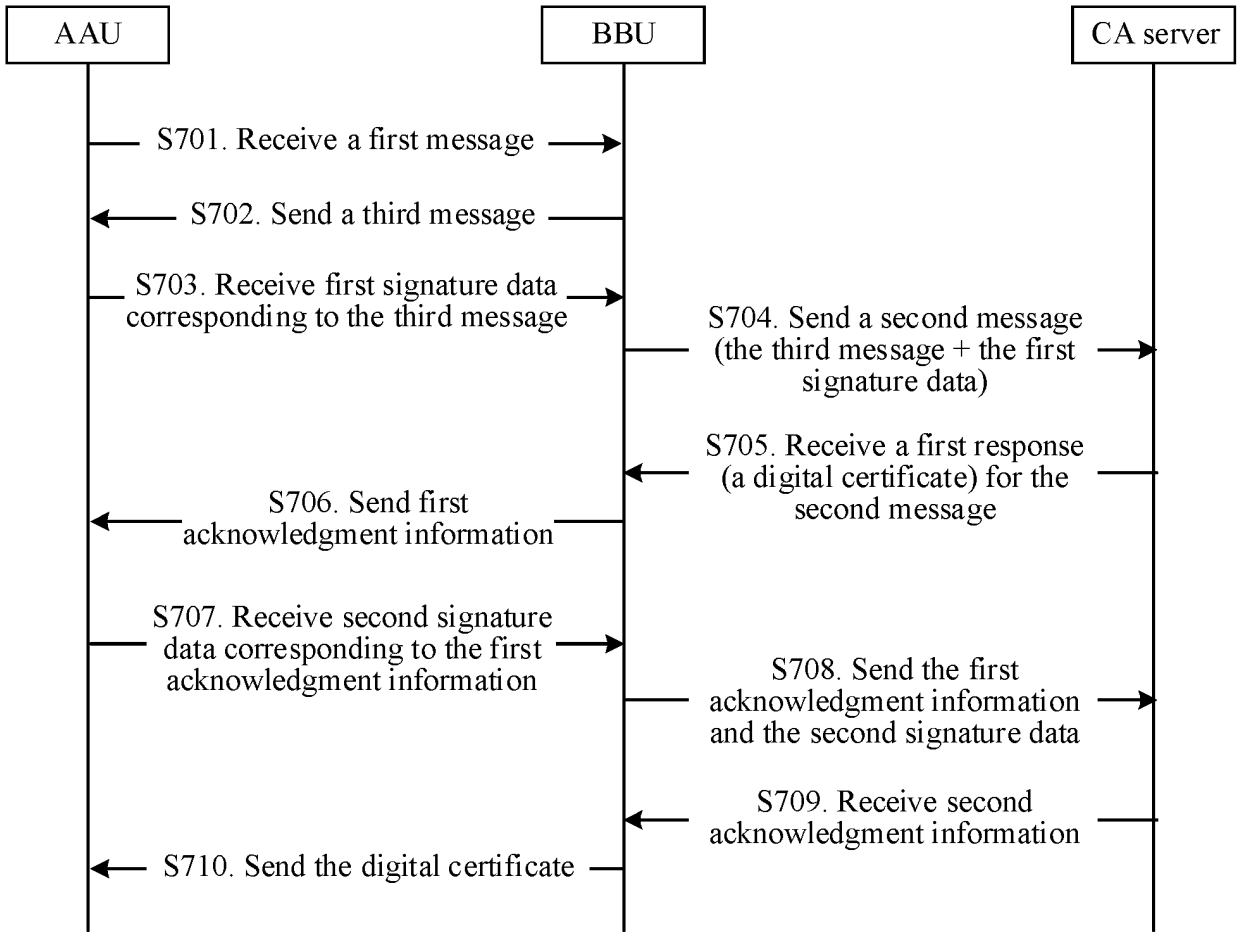 AAU
BBU
CA server
S701. Receive a first message
S702. Send a third message
S703. Receive first signature data
corresponding to the third message
S704. Send a second message
(the third message + the first
signature data)
S705. Receive a first response
(a digital certificate) for the
second message
S706. Send first
acknowledgment information
S707. Receive second signature
data corresponding to the first
acknowledgment information
S708. Send the first
acknowledgment information
and the second signature data
S709. Receive second
acknowledgment information
S710. Send the digital certificate